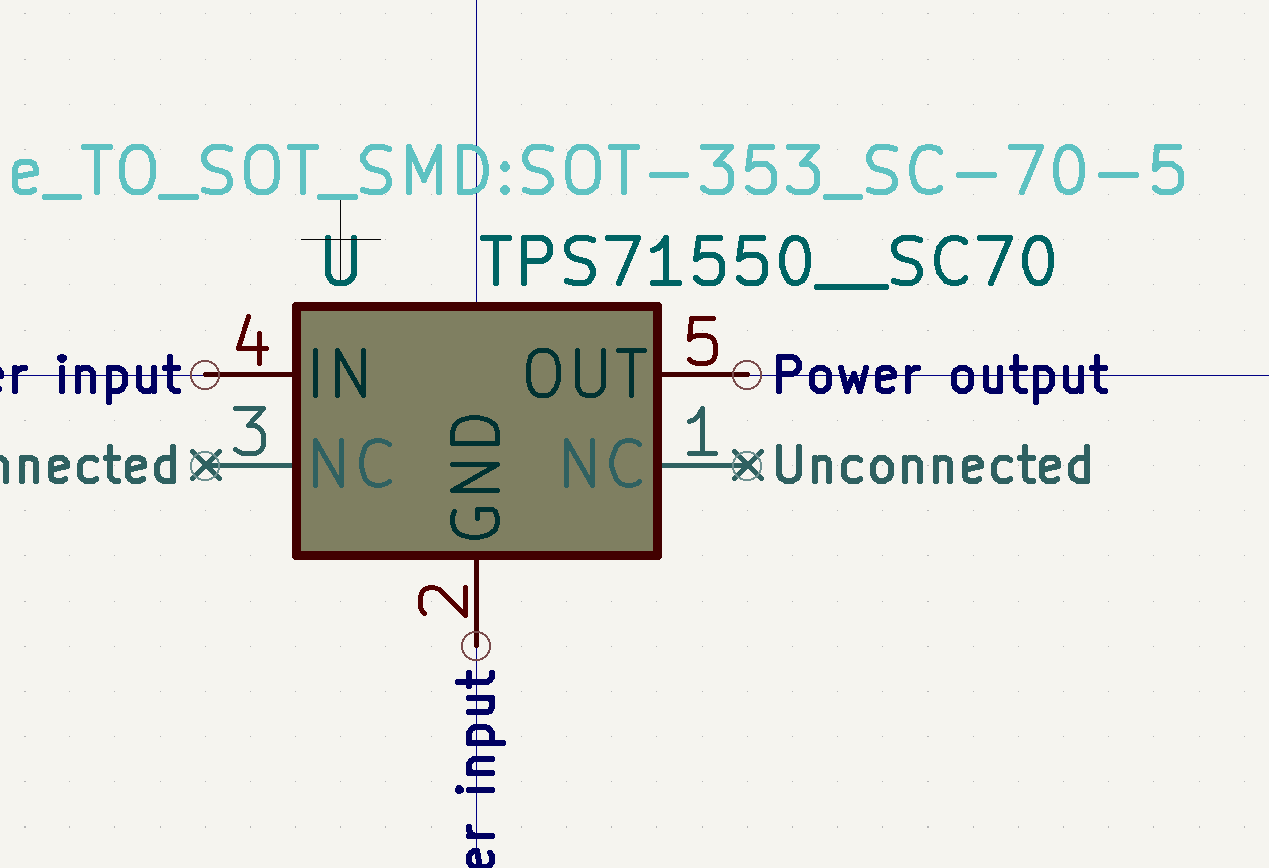 e_TO_SOT_SMD:SOT-353_SC-70-5
U TPS71550__SC70
er input 4 IN OUT 5 Power output
nnected 3 NC NC 1 Unconnected
GND
2
er input